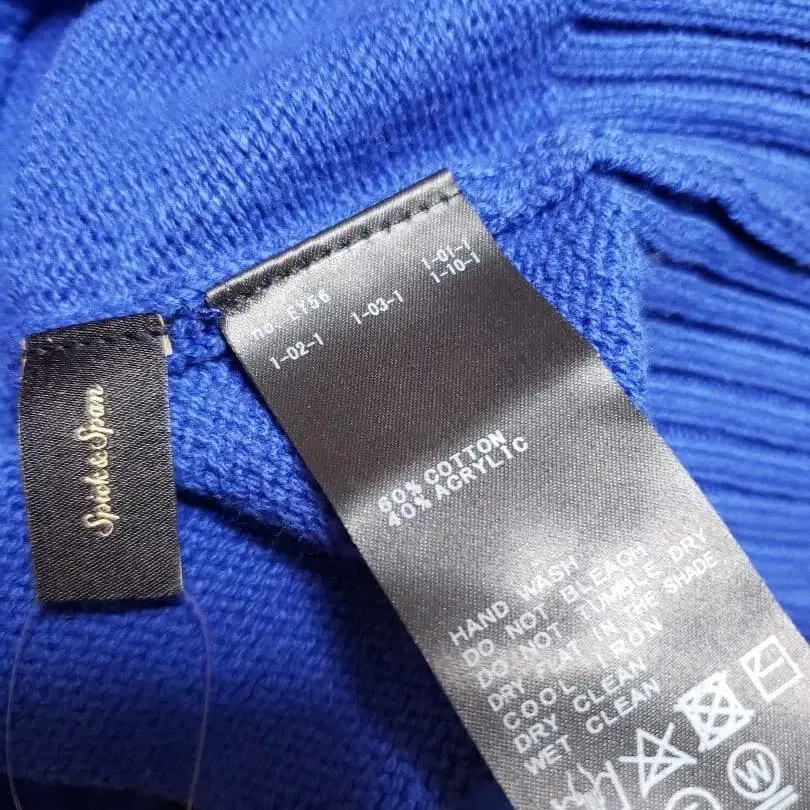 Spick & Span
no. EY56
1-02-1 1-03-1 1-01-1
1-10-1
60% COTTON
40% ACRYLIC
HAND WASH
DO NOT BLEACH
DO NOT TUMBLE DRY
DRY FLAT IN THE SHADE
COOL IRON
DRY CLEAN
WET CLEAN
W